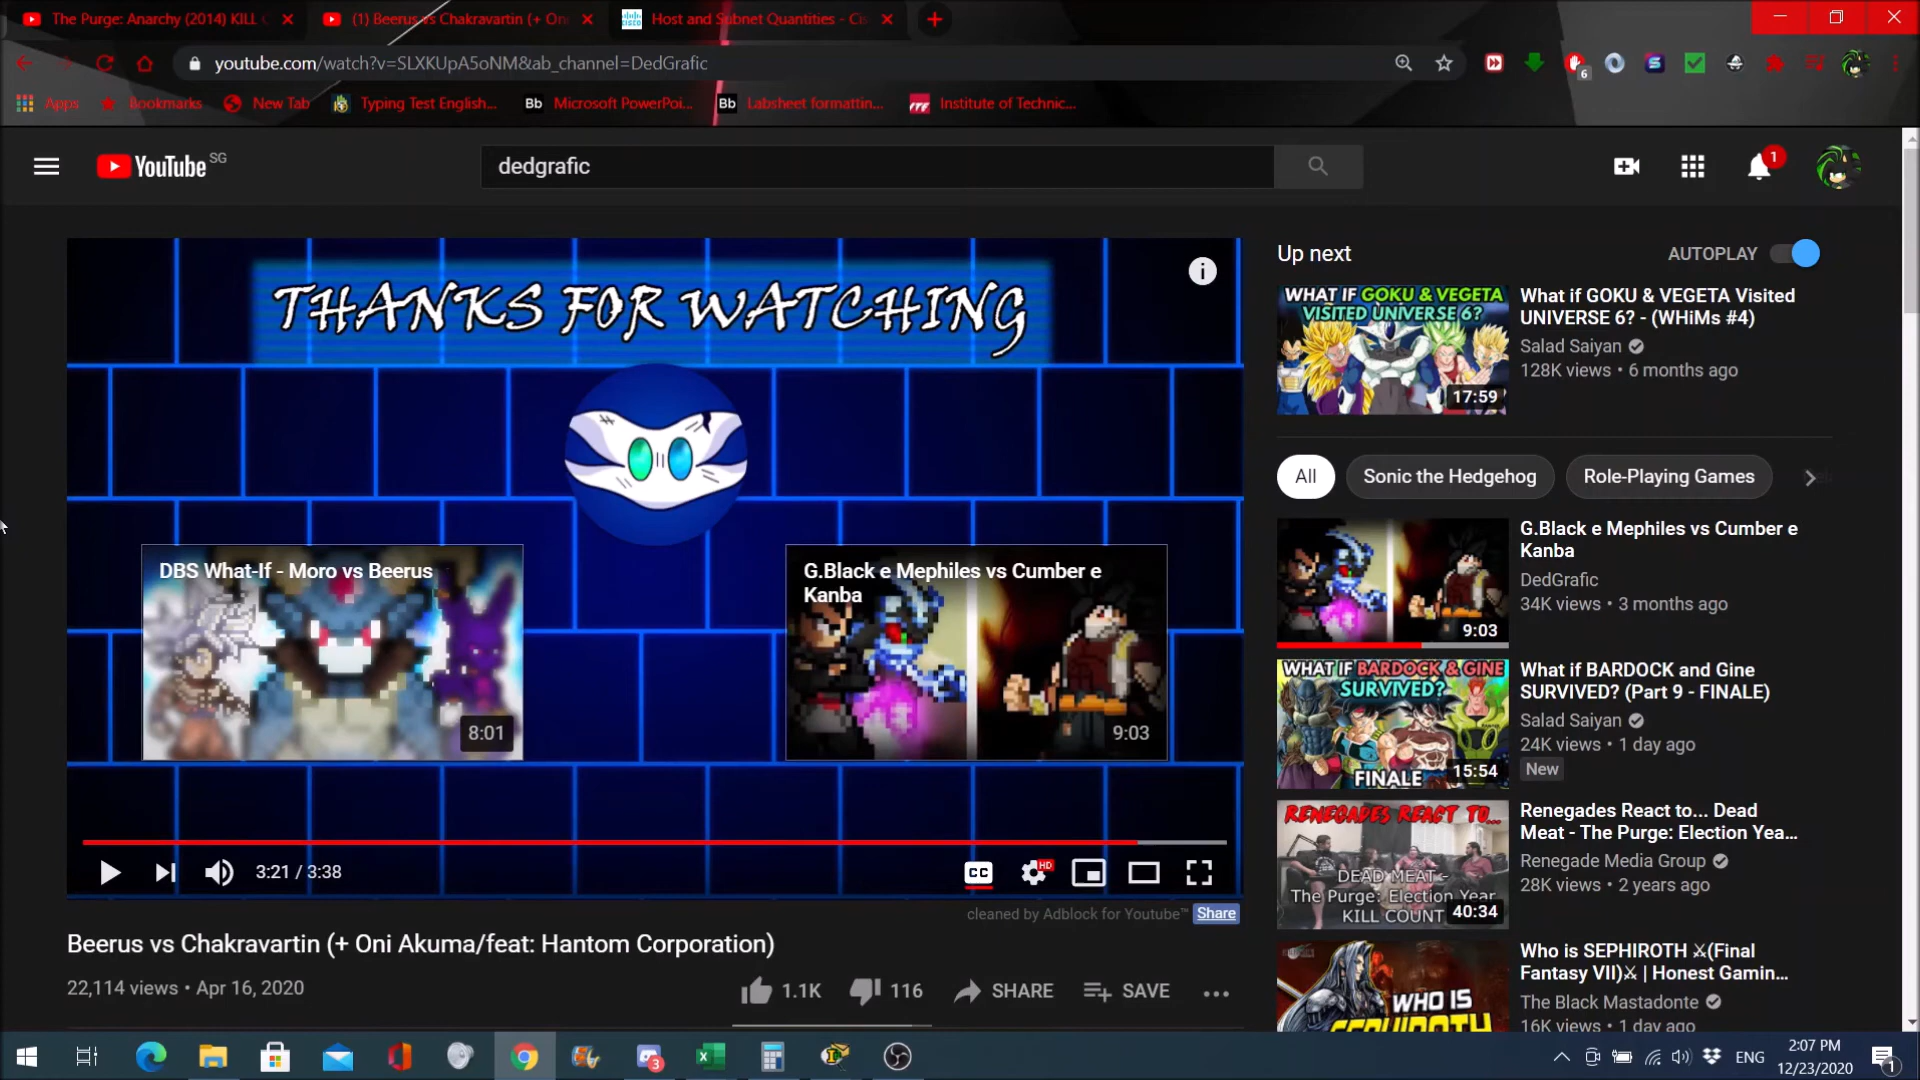 The Purge: Anarchy (2014) KILL
(1) Beerus vs Chakravartin (+ Oni
Host and Subnet Quantities - Cis
youtube.com/watch?v=SLXKUpA5oNM&ab_channel=DedGrafic
6
Apps
Bookmarks
New Tab
Typing Test English...
Bb Microsoft PowerPoi...
Bb Labsheet formattin...
Institute of Technic...
YouTube SG
dedgrafic
1
THANKS FOR WATCHING
i
DBS What-If - Moro vs Beerus
8:01
G.Black e Mephiles vs Cumber e
Kanba
9:03
3:21 / 3:38
CC
HD
cleaned by Adblock for Youtube™ Share
Beerus vs Chakravartin (+ Oni Akuma/feat: Hantom Corporation)
22,114 views • Apr 16, 2020
1.1K
116
SHARE
SAVE
Up next
AUTOPLAY
WHAT IF GOKU & VEGETA
VISITED UNIVERSE 6?
17:59
What if GOKU & VEGETA Visited
UNIVERSE 6? - (WHiMs #4)
Salad Saiyan
128K views • 6 months ago
All
Sonic the Hedgehog
Role-Playing Games
9:03
G.Black e Mephiles vs Cumber e
Kanba
DedGrafic
34K views • 3 months ago
WHAT IF BARDOCK & GINE
SURVIVED?
FINALE
15:54
What if BARDOCK and Gine
SURVIVED? (Part 9 - FINALE)
Salad Saiyan
24K views • 1 day ago
New
RENEGADES REACT TO...
DEAD MEAT -
The Purge: Election Year
KILL COUNT
40:34
Renegades React to... Dead
Meat - The Purge: Election Yea...
Renegade Media Group
28K views • 2 years ago
WHO IS
SEPHIROTH
Who is SEPHIROTH ⚔(Final
Fantasy VII)⚔ | Honest Gamin...
The Black Mastadonte
16K views • 1 day ago
3
ENG
2:07 PM
12/23/2020
1